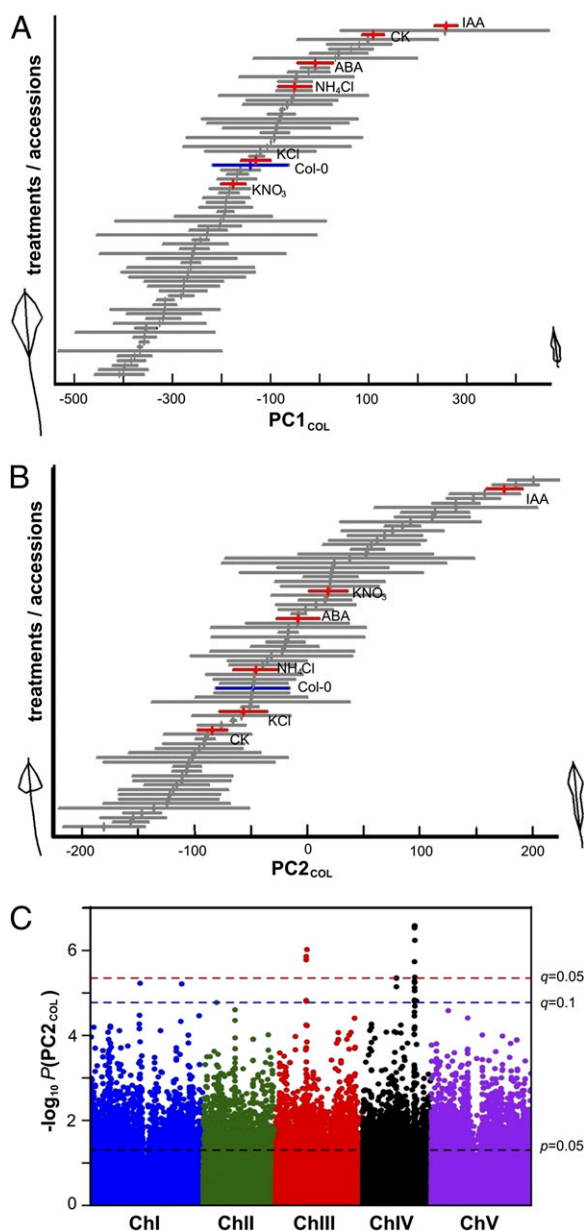 A
treatments / accessions
IAA
CK
ABA
NH₄Cl
KCl
Col-0
KNO₃
-500 -300 -100 100 300
PC1COL
B
treatments / accessions
IAA
KNO₃
ABA
NH₄Cl
Col-0
KCl
CK
-200 -100 0 100 200
PC2COL
C
-log₁₀ P(PC2COL)
6
4
2
0
q=0.05
q=0.1
p=0.05
ChI ChII ChIII ChIV ChV